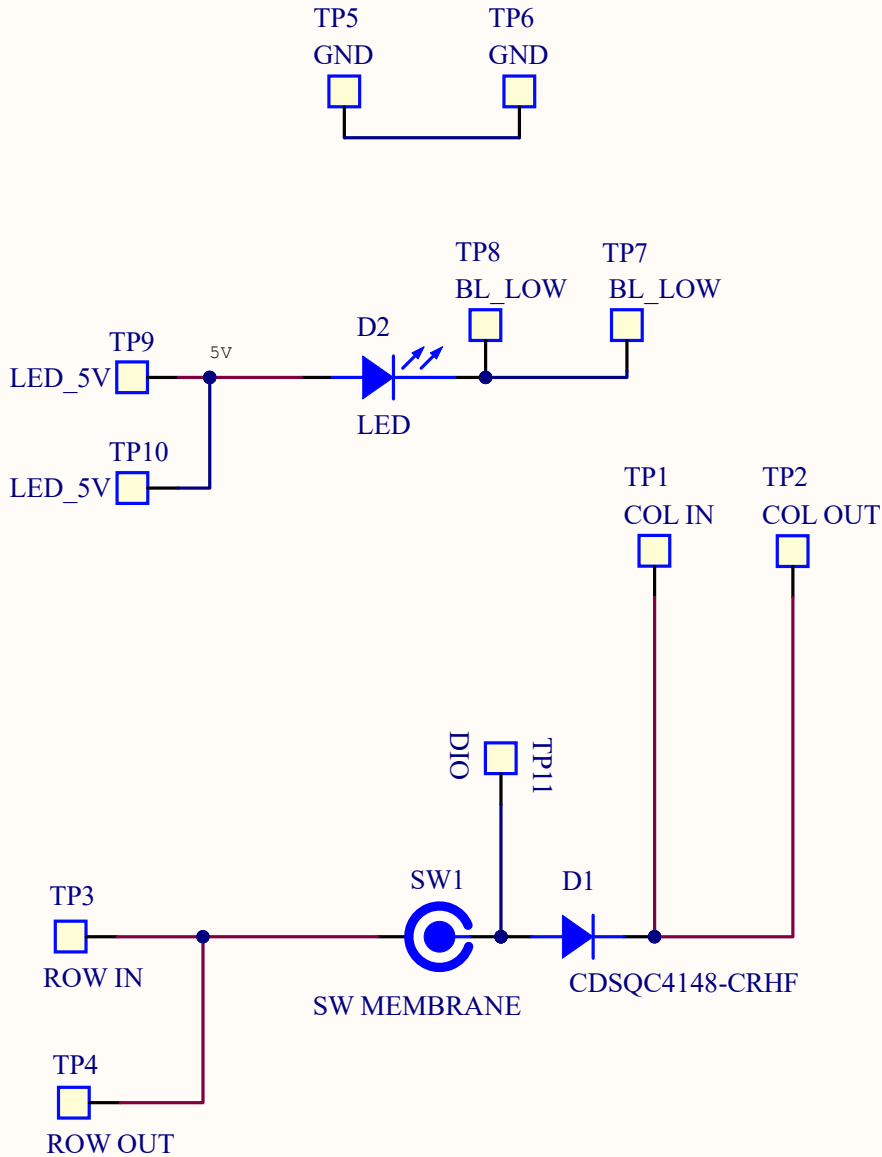 TP5
GND
TP6
GND
TP8
BL_LOW
TP7
BL_LOW
D2
LED
TP9
LED_5V
5V
TP10
LED_5V
TP1
COL IN
TP2
COL OUT
DIO
TP11
SW1
SW MEMBRANE
D1
CDSQC4148-CRHF
TP3
ROW IN
TP4
ROW OUT